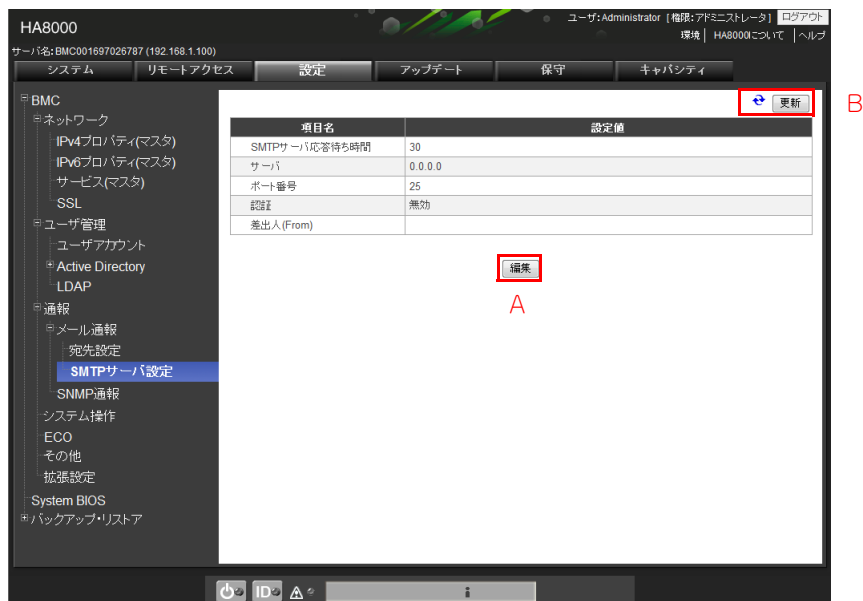 HA8000
ユーザ:Administrator [権限:アドミニストレータ] ログアウト
環境 | HA8000について | ヘルプ
サーバ名:BMC001697026787 (192.168.1.100)
システム リモートアクセス 設定 アップデート 保守 キャパシティ
BMC
ネットワーク
IPv4プロパティ(マスタ)
IPv6プロパティ(マスタ)
サービス(マスタ)
SSL
ユーザ管理
ユーザアカウント
Active Directory
LDAP
通報
メール通報
宛先設定
SMTPサーバ設定
SNMP通報
システム操作
ECO
その他
拡張設定
System BIOS
バックアップ・リストア
更新
B
項目名 設定値
SMTPサーバ応答待ち時間 30
サーバ 0.0.0.0
ポート番号 25
認証 無効
差出人(From)
編集
A
ID
i